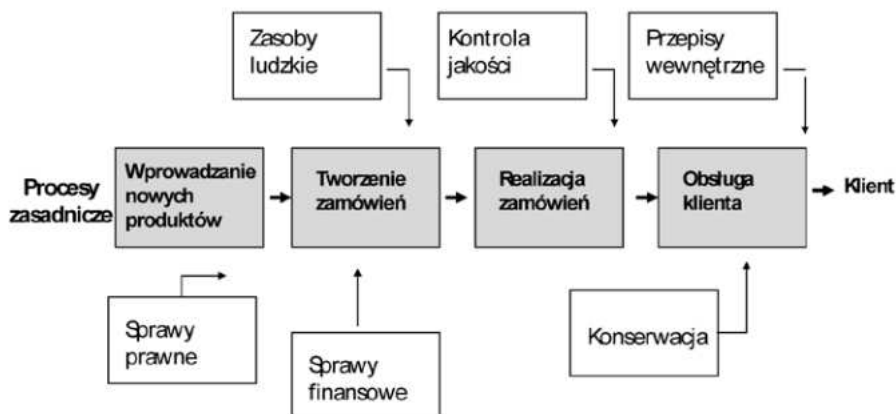 Zasoby
ludzkie
Kontrola
jakości
Przepisy
wewnętrzne
Procesy
zasadnicze
Wprowadzanie
nowych
produktów
Tworzenie
zamówień
Realizacja
zamówień
Obsługa
klienta
Klient
Sprawy
prawne
Sprawy
finansowe
Konserwacja